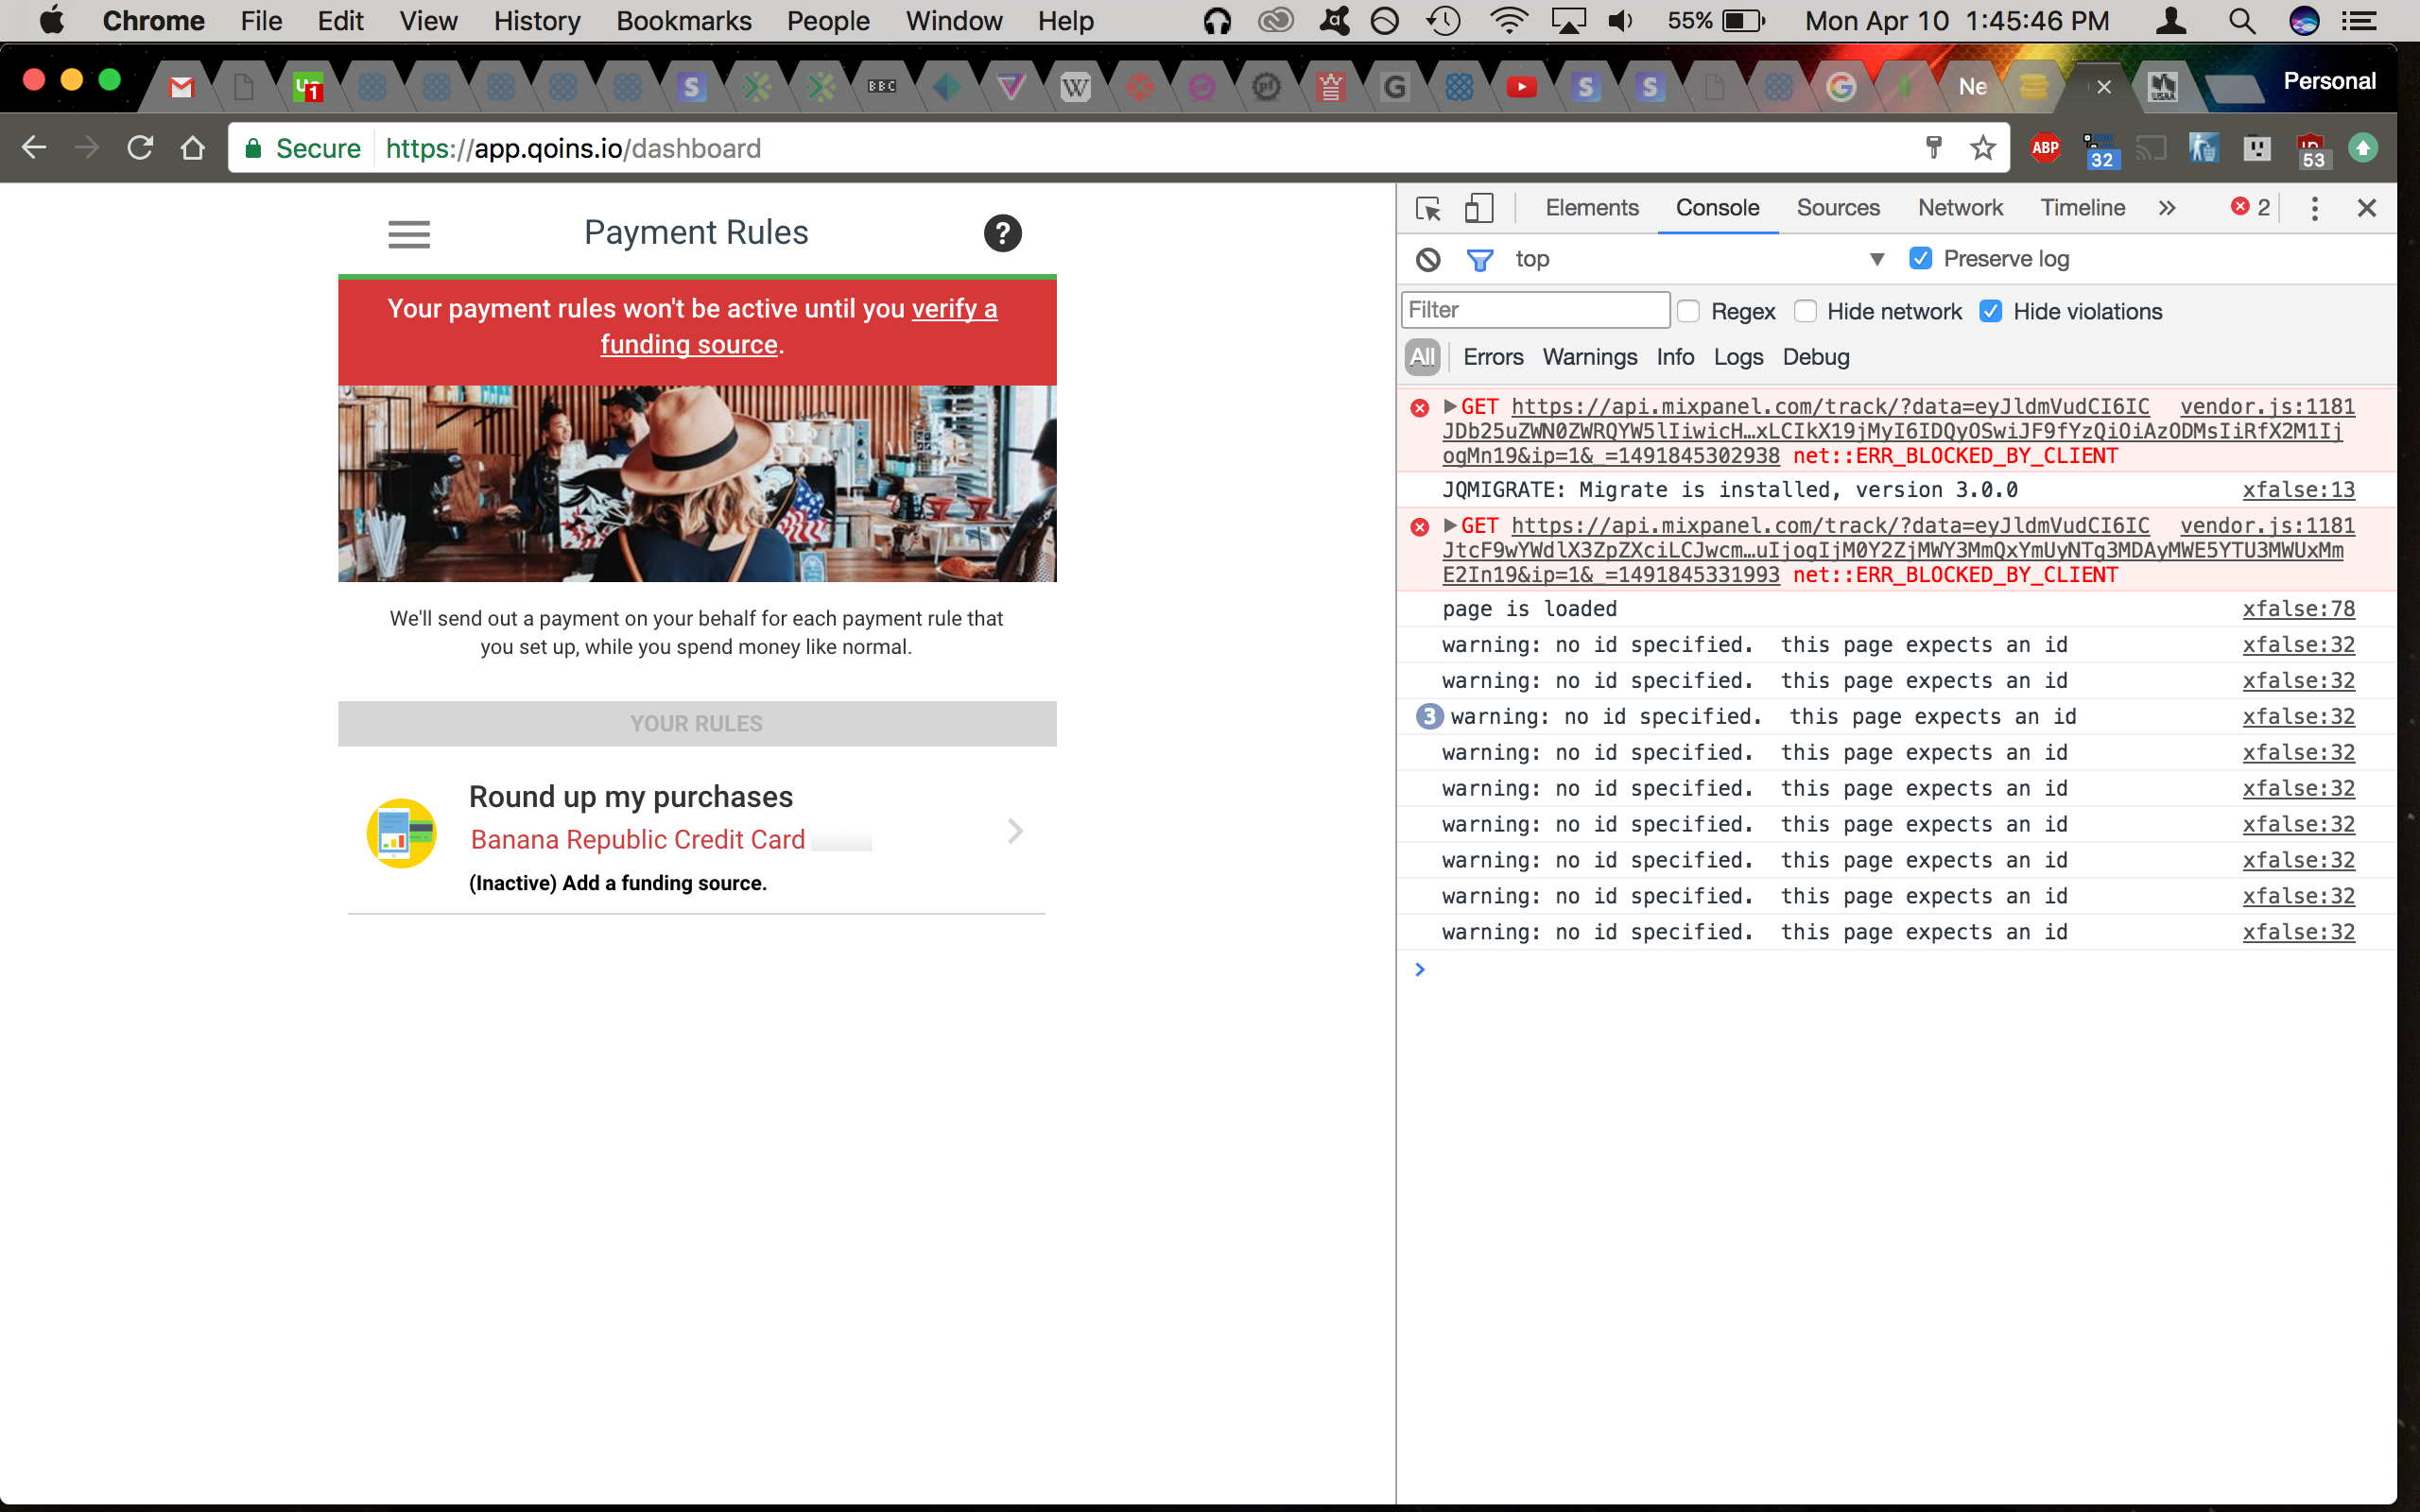 Chrome File Edit View History Bookmarks People Window Help 55% Mon Apr 10 1:45:46 PM
1 BBC W G Ne Personal
Secure https://app.qoins.io/dashboard ABP 32 53
Payment Rules ?
Your payment rules won't be active until you verify a
funding source.
We'll send out a payment on your behalf for each payment rule that
you set up, while you spend money like normal.
YOUR RULES
Round up my purchases
Banana Republic Credit Card
(Inactive) Add a funding source.
Elements Console Sources Network Timeline » 2
top Preserve log
Filter Regex Hide network Hide violations
All Errors Warnings Info Logs Debug
GET https://api.mixpanel.com/track/?data=eyJldmVudCI6IC vendor.js:1181
JDb25uZWN0ZWRQYW5lIiwicH…xLCIkX19jMyI6IDQyOSwiJF9fYzQiOiAzODMsIiRfX2M1Ij
ogMn19&ip=1&_=1491845302938 net::ERR_BLOCKED_BY_CLIENT
JQMIGRATE: Migrate is installed, version 3.0.0 xfalse:13
GET https://api.mixpanel.com/track/?data=eyJldmVudCI6IC vendor.js:1181
JtcF9wYWdlX3ZpZXciLCJwcm…uIjogIjM0Y2ZjMWY3MmQxYmUyNTg3MDAyMWE5YTU3MWUxMm
E2In19&ip=1&_=1491845331993 net::ERR_BLOCKED_BY_CLIENT
page is loaded xfalse:78
warning: no id specified. this page expects an id xfalse:32
warning: no id specified. this page expects an id xfalse:32
3 warning: no id specified. this page expects an id xfalse:32
warning: no id specified. this page expects an id xfalse:32
warning: no id specified. this page expects an id xfalse:32
warning: no id specified. this page expects an id xfalse:32
warning: no id specified. this page expects an id xfalse:32
warning: no id specified. this page expects an id xfalse:32
warning: no id specified. this page expects an id xfalse:32